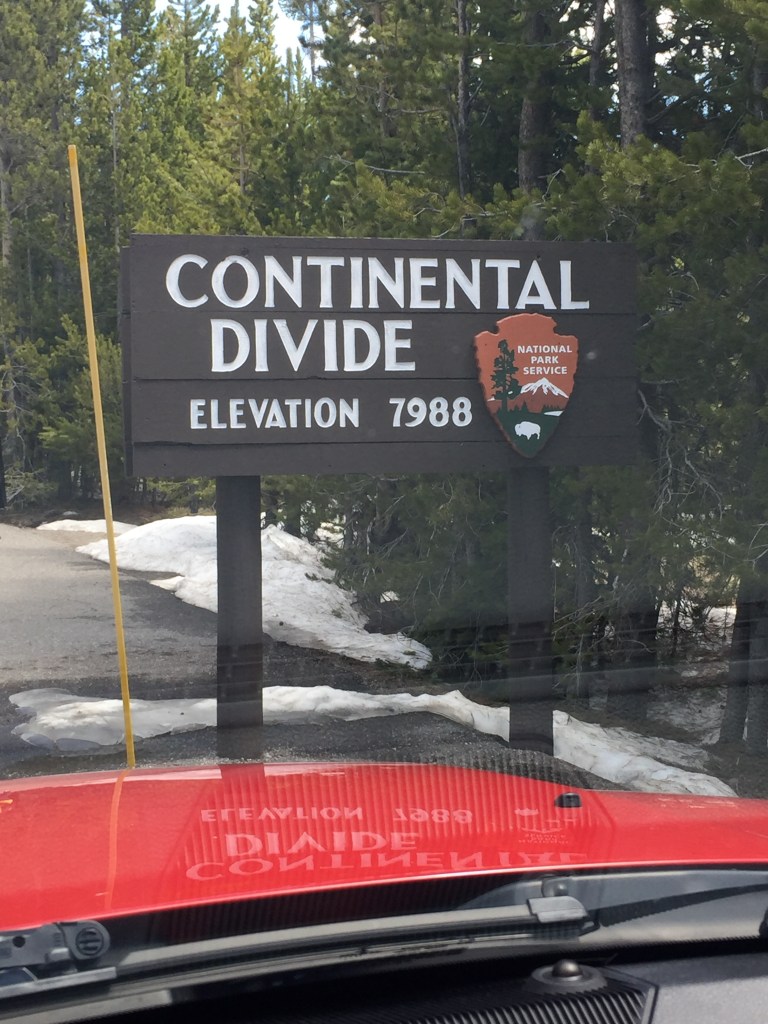 CONTINENTAL
DIVIDE
ELEVATION 7988
NATIONAL
PARK
SERVICE